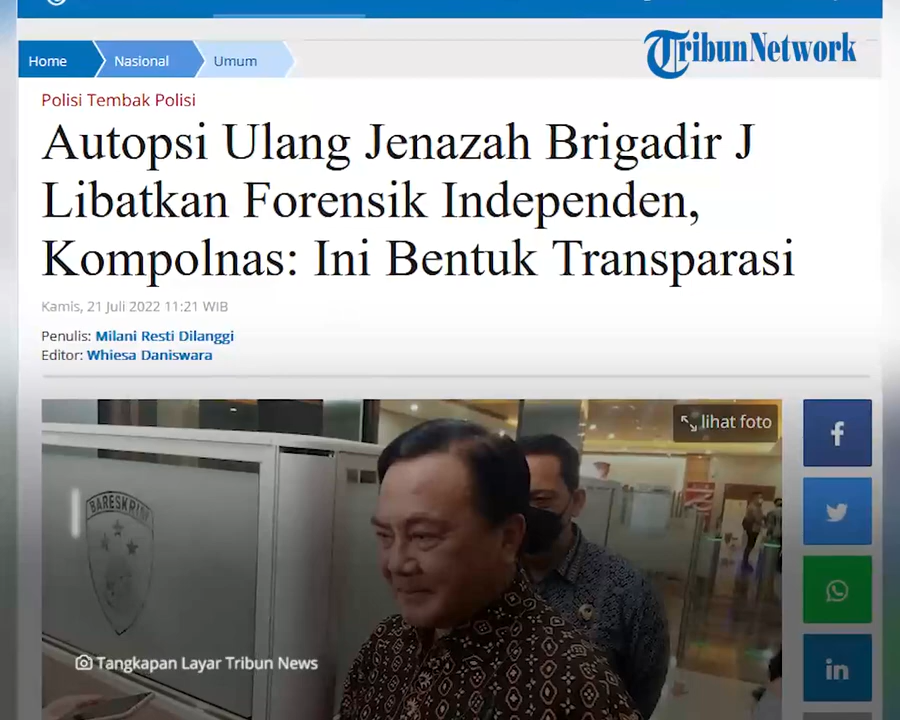 TribunNetwork
Home
Nasional
Umum
Polisi Tembak Polisi
Autopsi Ulang Jenazah Brigadir J
Libatkan Forensik Independen,
Kompolnas: Ini Bentuk Transparasi
Kamis, 21 Juli 2022 11:21 WIB
Penulis: Milani Resti Dilanggi
Editor: Whiesa Daniswara
lihat foto
BARESKRIM
Tangkapan Layar Tribun News